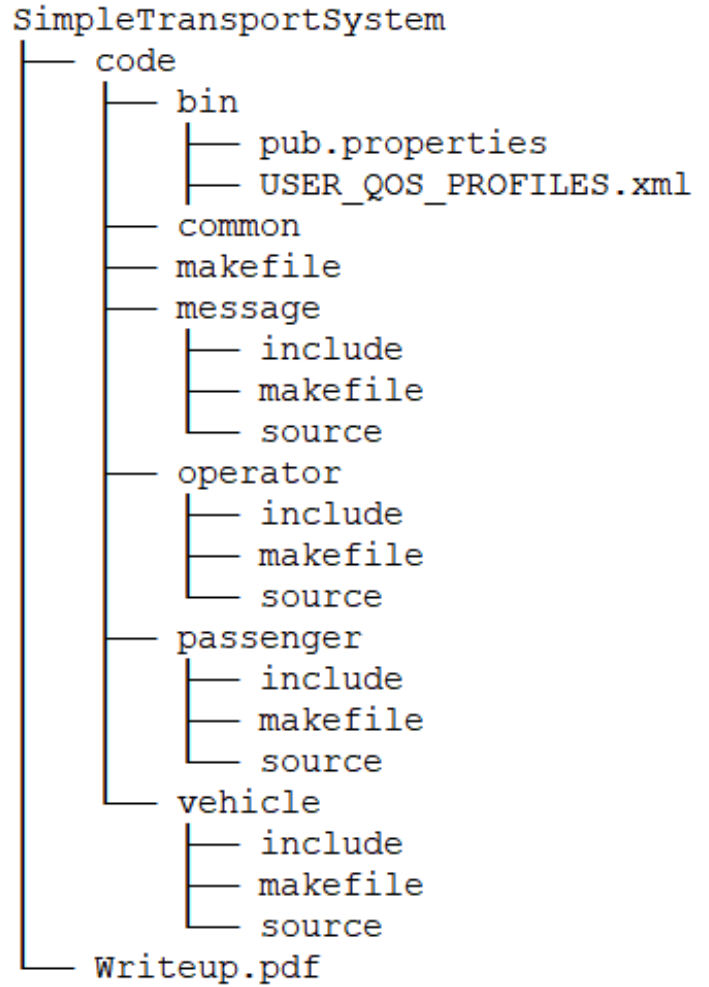 SimpleTransportSystem
code
bin
pub.properties
USER_QOS_PROFILES.xml
common
makefile
message
include
makefile
source
operator
include
makefile
source
passenger
include
makefile
source
vehicle
include
makefile
source
Writeup.pdf